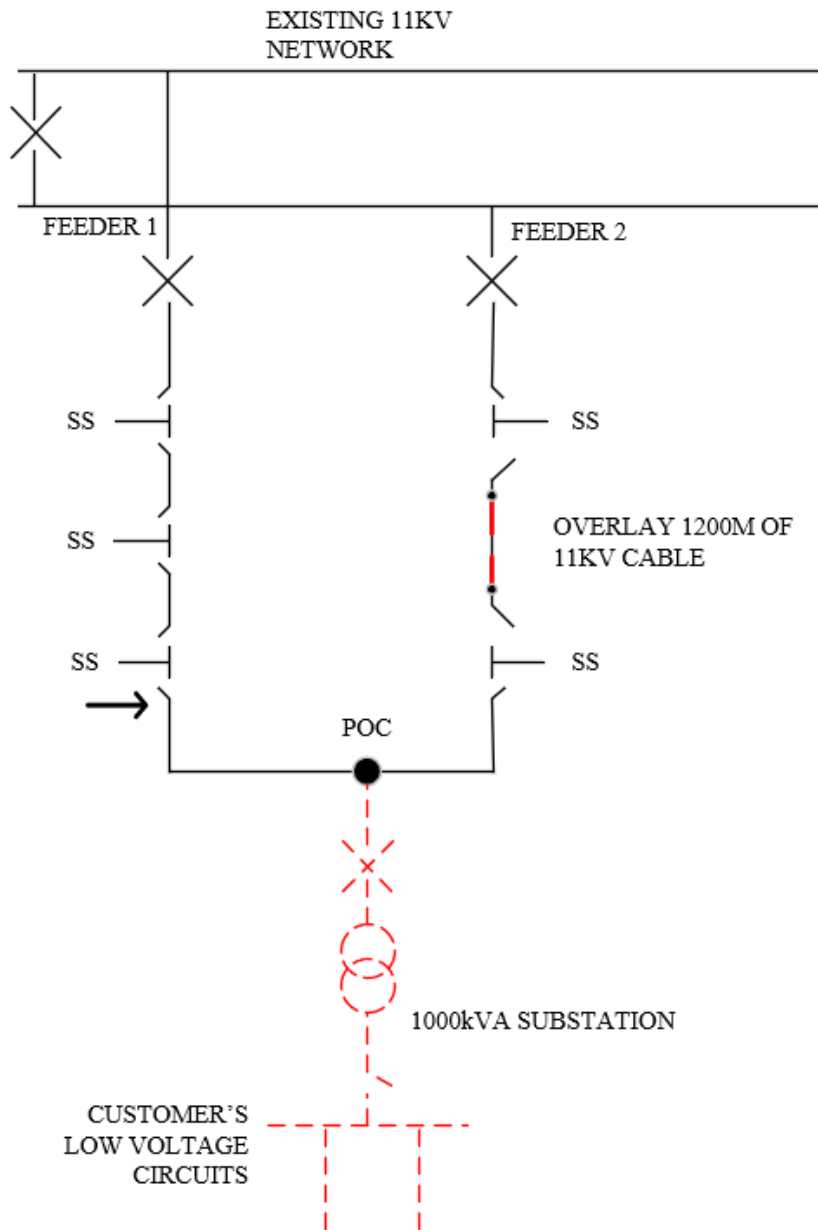 EXISTING 11KV
NETWORK
FEEDER 1
FEEDER 2
SS
SS
SS
OVERLAY 1200M OF
11KV CABLE
SS
SS
POC
1000kVA SUBSTATION
CUSTOMER’S
LOW VOLTAGE
CIRCUITS